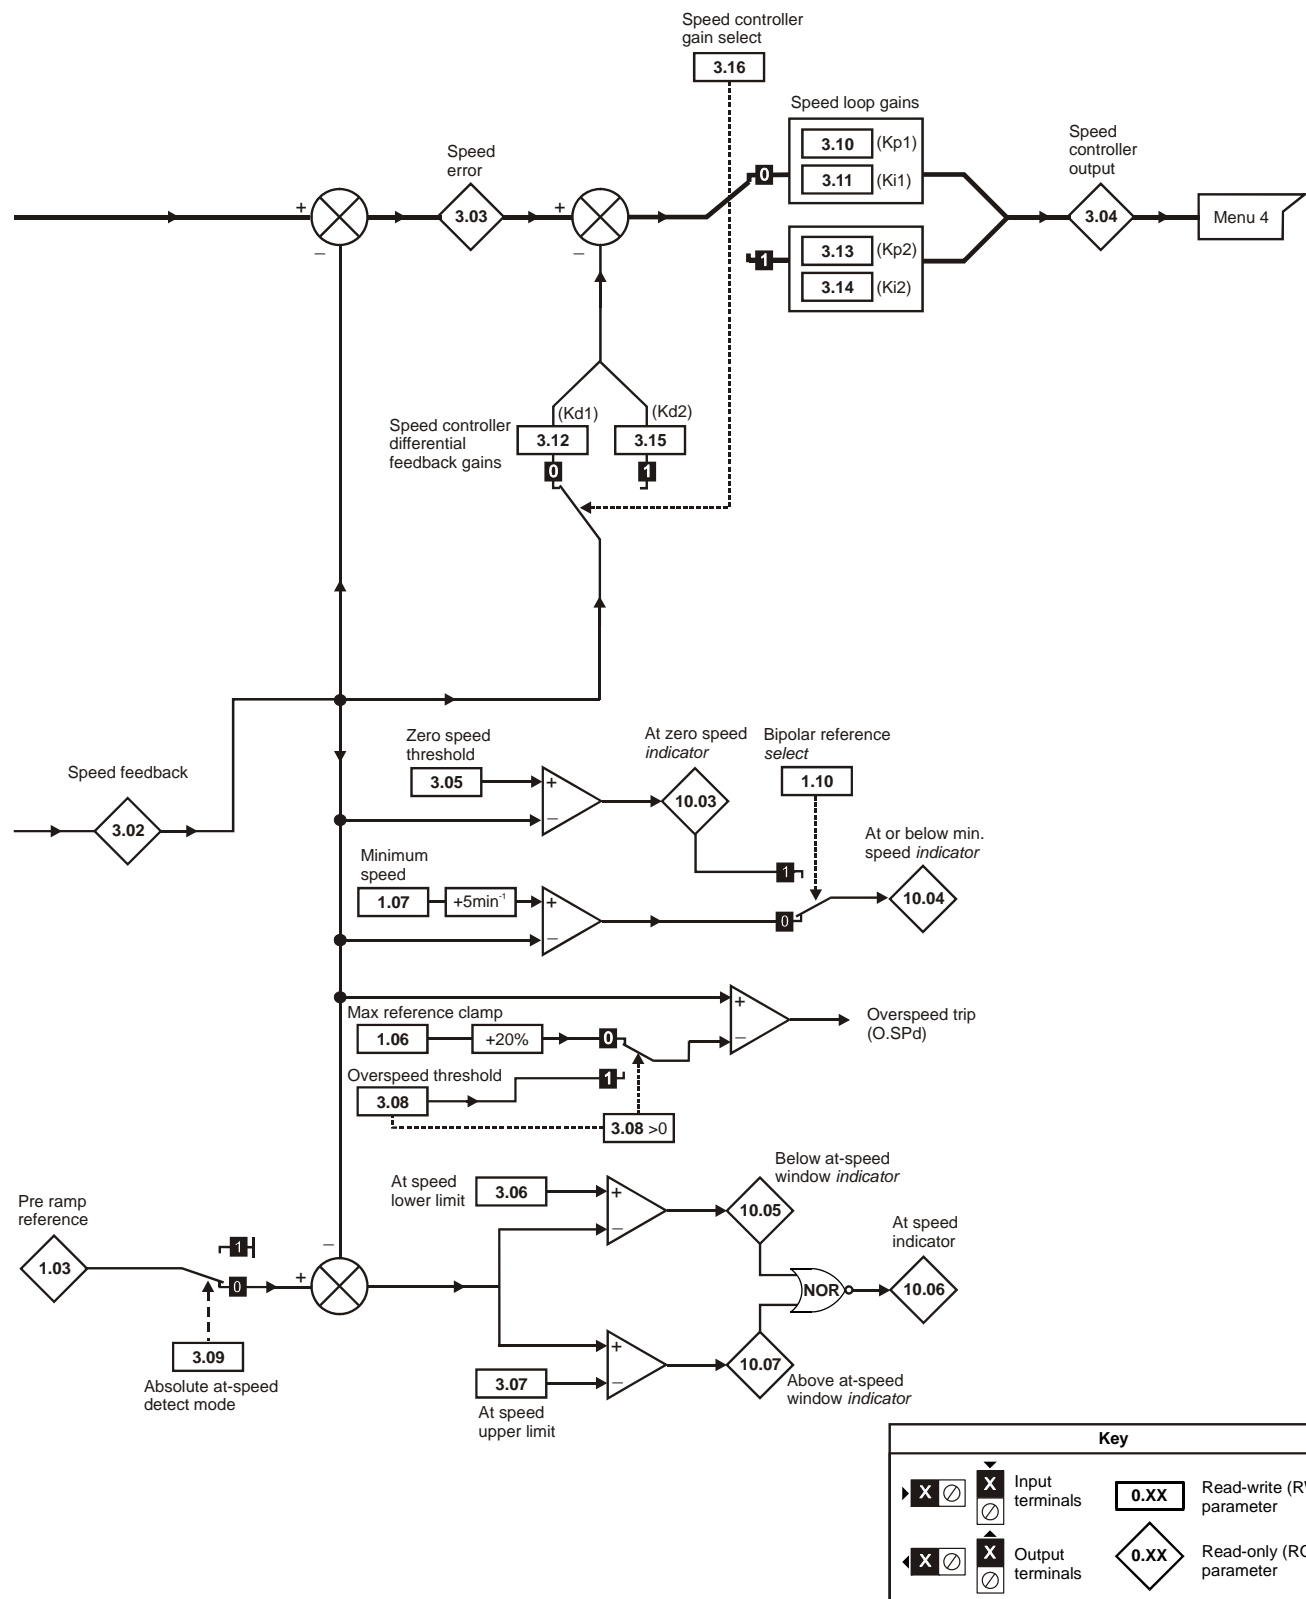 Speed controller
gain select
3.16
Speed loop gains
3.10 (Kp1)
3.11 (Ki1)
0
Speed
error
+
3.03
+
Speed
controller
output
3.04
Menu 4
–
–
1
3.13 (Kp2)
3.14 (Ki2)
(Kd1)
(Kd2)
Speed controller
differential
feedback gains
3.12
3.15
0
1
Zero speed
threshold
3.05
+
–
At zero speed
indicator
10.03
Bipolar reference
select
1.10
Speed feedback
3.02
Minimum
speed
1.07
+5min⁻¹
+
–
1
0
At or below min.
speed indicator
10.04
Max reference clamp
1.06
+20%
0
+
–
Overspeed trip
(O.SPd)
Overspeed threshold
3.08
1
3.08 >0
Pre ramp
reference
1.03
1
0
+
–
3.09
Absolute at-speed
detect mode
At speed
lower limit
3.06
+
–
Below at-speed
window indicator
10.05
NOR
At speed
indicator
10.06
+
–
3.07
At speed
upper limit
10.07
Above at-speed
window indicator
Key
X
X
Input
terminals
0.XX
Read-write (R
parameter
X
X
Output
terminals
0.XX
Read-only (R
parameter